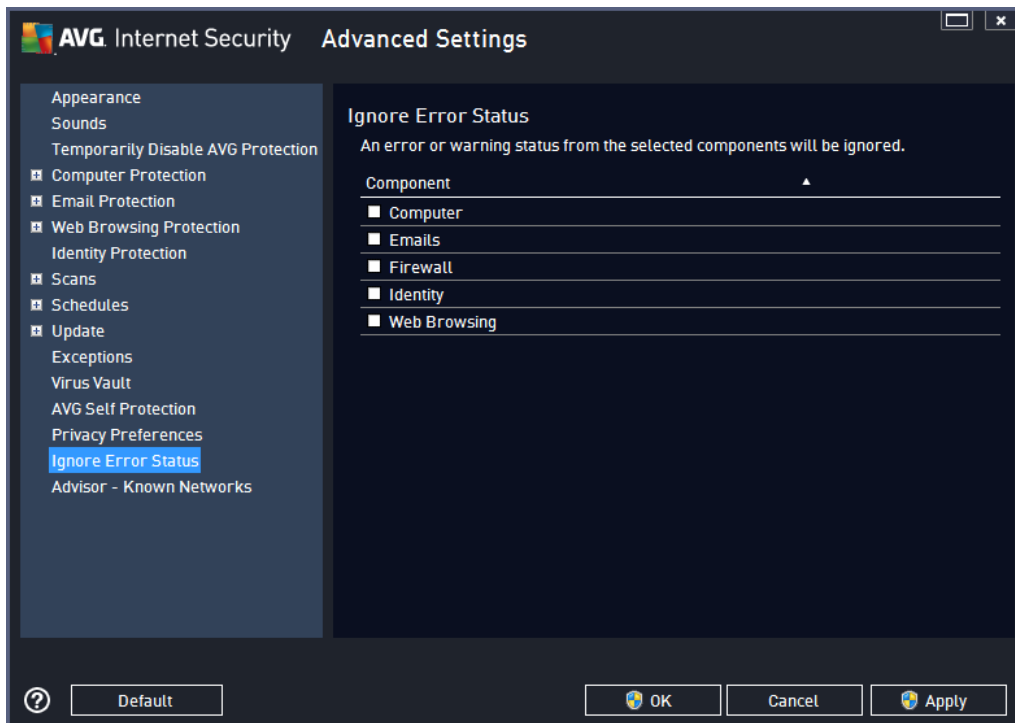 AVG. Internet Security Advanced Settings
Appearance
Sounds
Temporarily Disable AVG Protection
Computer Protection
Email Protection
Web Browsing Protection
Identity Protection
Scans
Schedules
Update
Exceptions
Virus Vault
AVG Self Protection
Privacy Preferences
Ignore Error Status
Advisor - Known Networks
Ignore Error Status
An error or warning status from the selected components will be ignored.
Component
Computer
Emails
Firewall
Identity
Web Browsing
? Default OK Cancel Apply